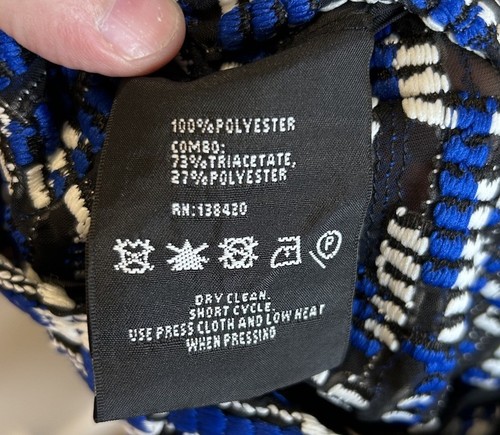 100%POLYESTER
COMBO:
73%TRIACETATE,
27%POLYESTER
RN:138420
P
DRY CLEAN.
SHORT CYCLE.
USE PRESS CLOTH AND LOW HEAT
WHEN PRESSING